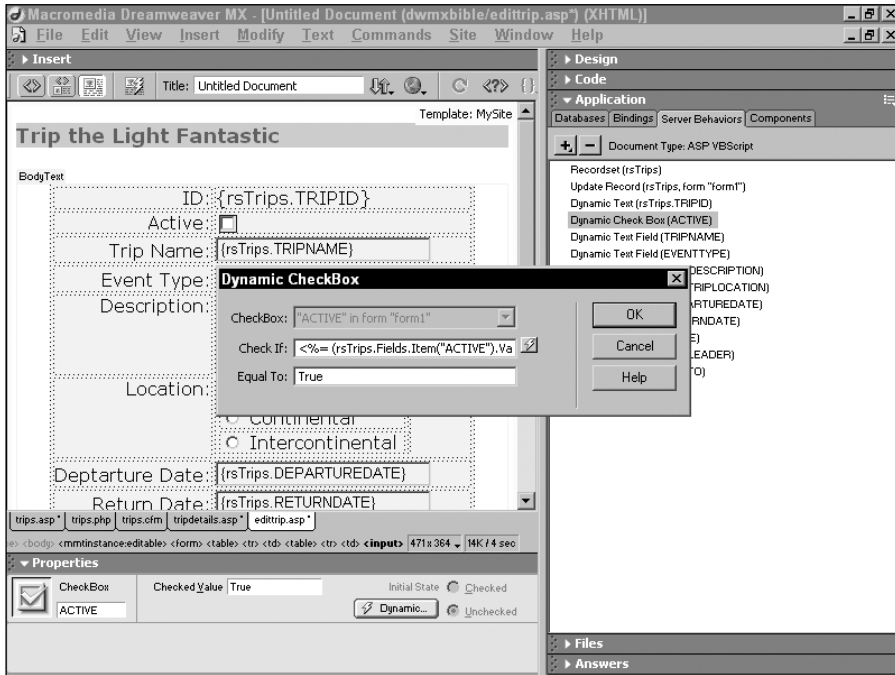 Macromedia Dreamweaver MX - [Untitled Document (dwmxbible/edittrip.asp*) (XHTML)]
File Edit View Insert Modify Text Commands Site Window Help
Insert
Title: Untitled Document
Template: MySite
Trip the Light Fantastic
BodyText
ID: {rsTrips.TRIPID}
Active:
Trip Name: {rsTrips.TRIPNAME}
Event Type:
Description:
Location:
Continental
Intercontinental
Deptarture Date: {rsTrips.DEPARTUREDATE}
Return Date: {rsTrips.RETURNDATE}
trips.asp* trips.php trips.cfm tripdetails.asp* edittrip.asp*
<body> <mmtinstance:editable> <form> <table> <tr> <td> <table> <tr> <td> <input> 471 x 364 14K / 4 sec
Properties
CheckBox Checked Value True Initial State Checked
ACTIVE Dynamic... Unchecked
Dynamic CheckBox
CheckBox: "ACTIVE" in form "form1"
Check If: <%= (rsTrips.Fields.Item("ACTIVE").Va
Equal To: True
OK
Cancel
Help
Design
Code
Application
Databases Bindings Server Behaviors Components
Document Type: ASP VBScript
Recordset (rsTrips)
Update Record (rsTrips, form "form1")
Dynamic Text (rsTrips.TRIPID)
Dynamic Check Box (ACTIVE)
Dynamic Text Field (TRIPNAME)
Dynamic Text Field (EVENTTYPE)
DESCRIPTION)
TRIPLOCATION)
ARTUREDATE)
RNDATE)
E)
LEADER)
TO)
Files
Answers